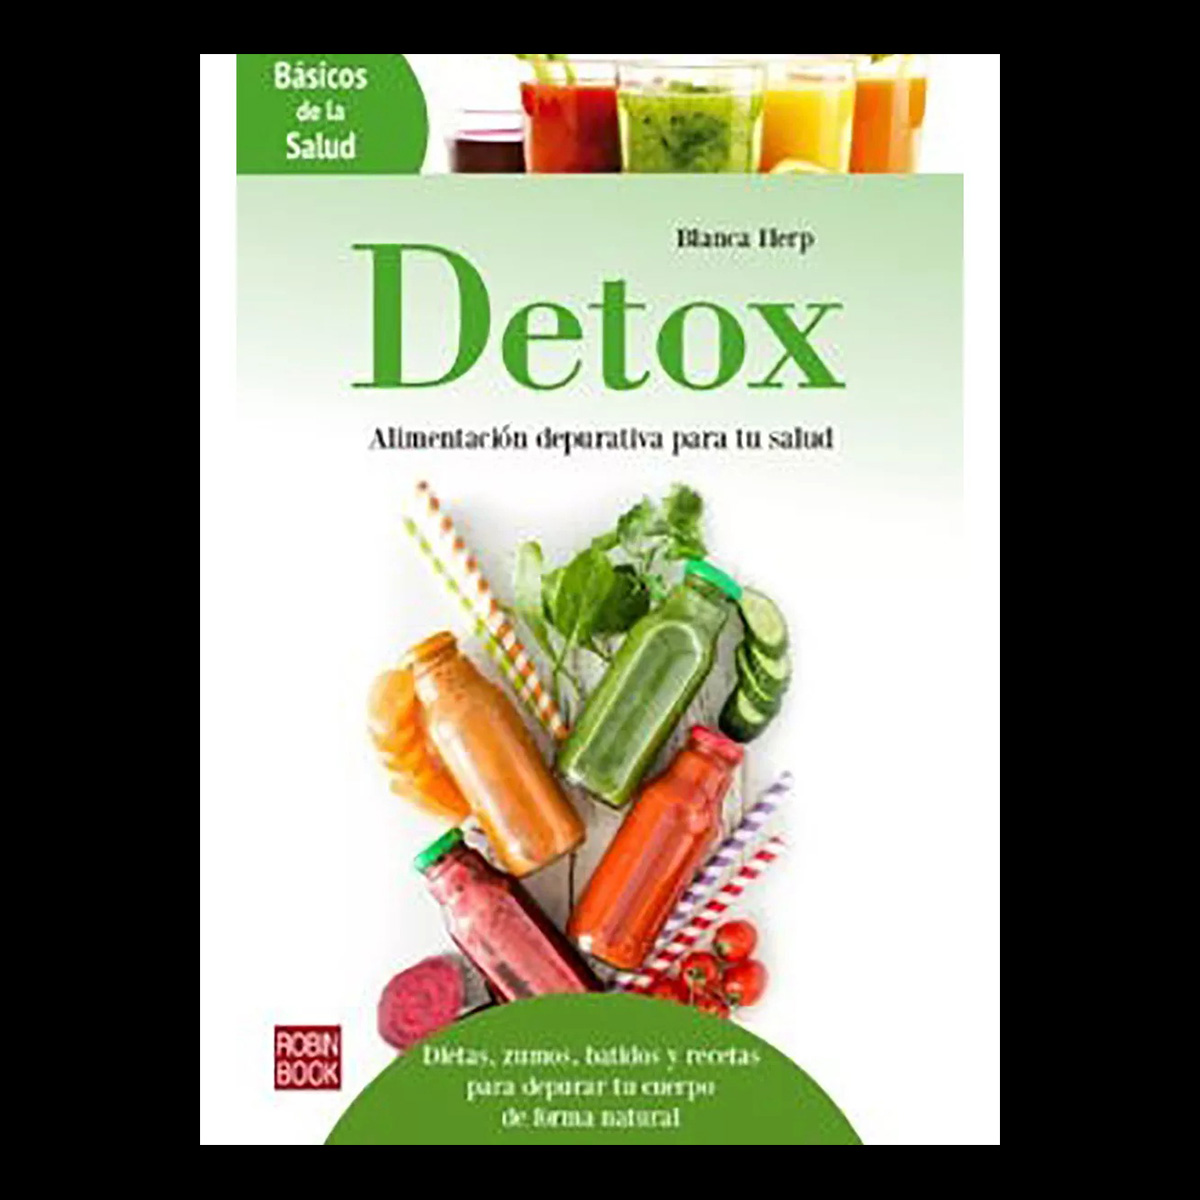 Básicos
de la
Salud
Blanca Herp
Detox
Alimentación depurativa para tu salud
ROBIN
BOOK
Dietas, zumos, batidos y recetas
para depurar tu cuerpo
de forma natural